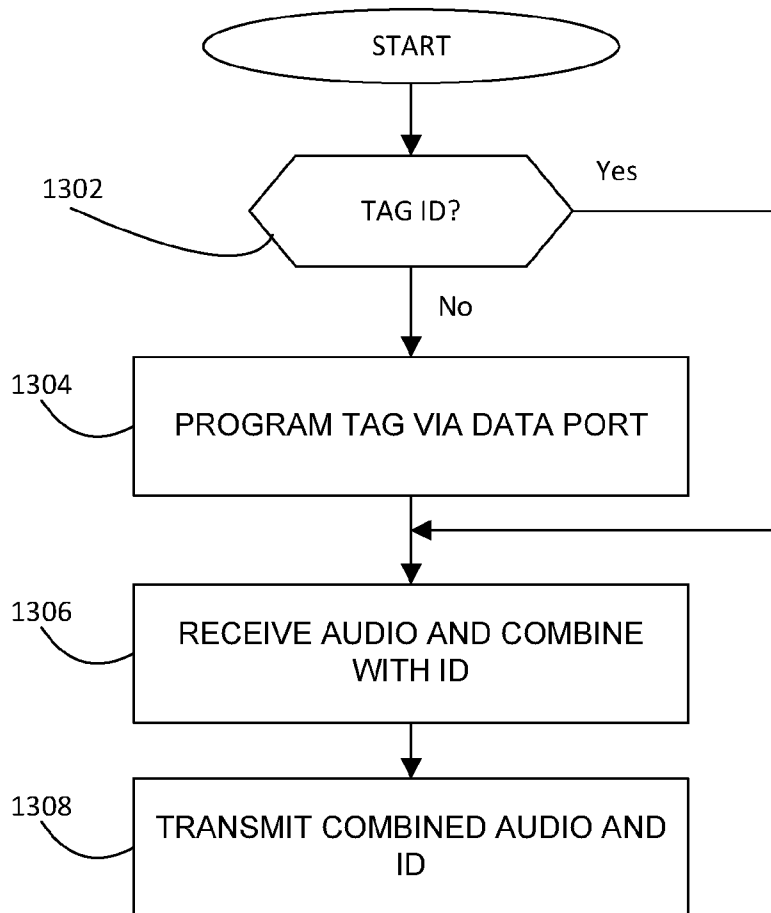 START
Yes
1302
TAG ID?
No
1304
PROGRAM TAG VIA DATA PORT
1306
RECEIVE AUDIO AND COMBINE
WITH ID
1308
TRANSMIT COMBINED AUDIO AND
ID